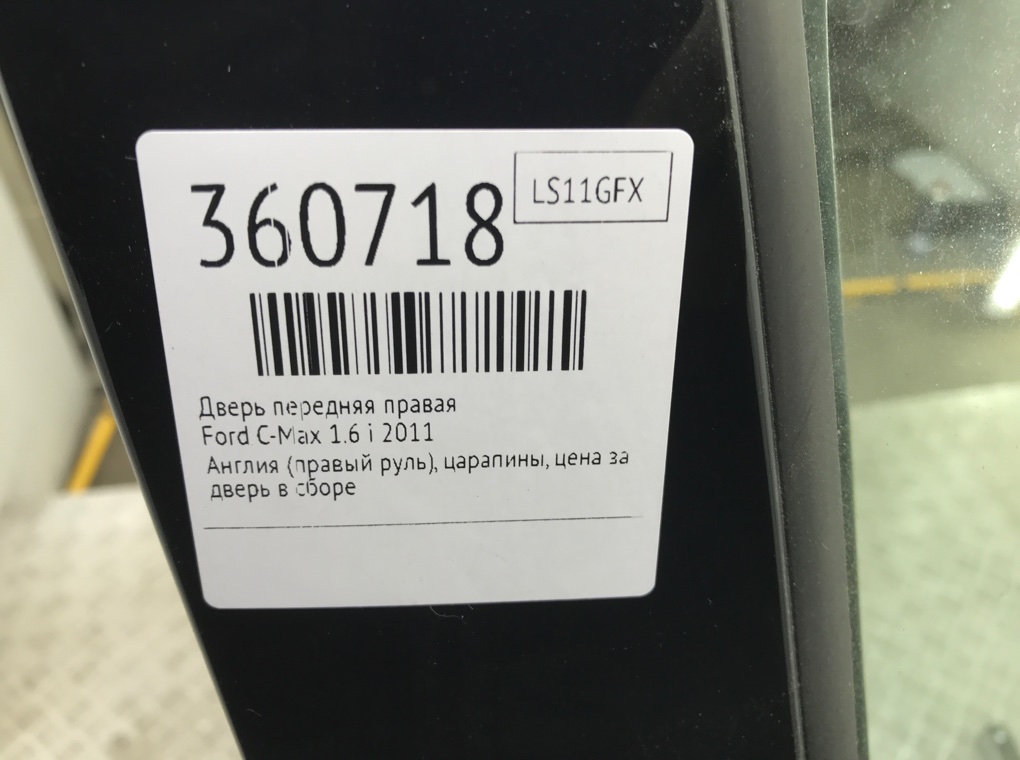 360718
LS11GFX
Дверь передняя правая
Ford C-Max 1.6 i 2011
Англия (правый руль), царапины, цена за
дверь в сборе